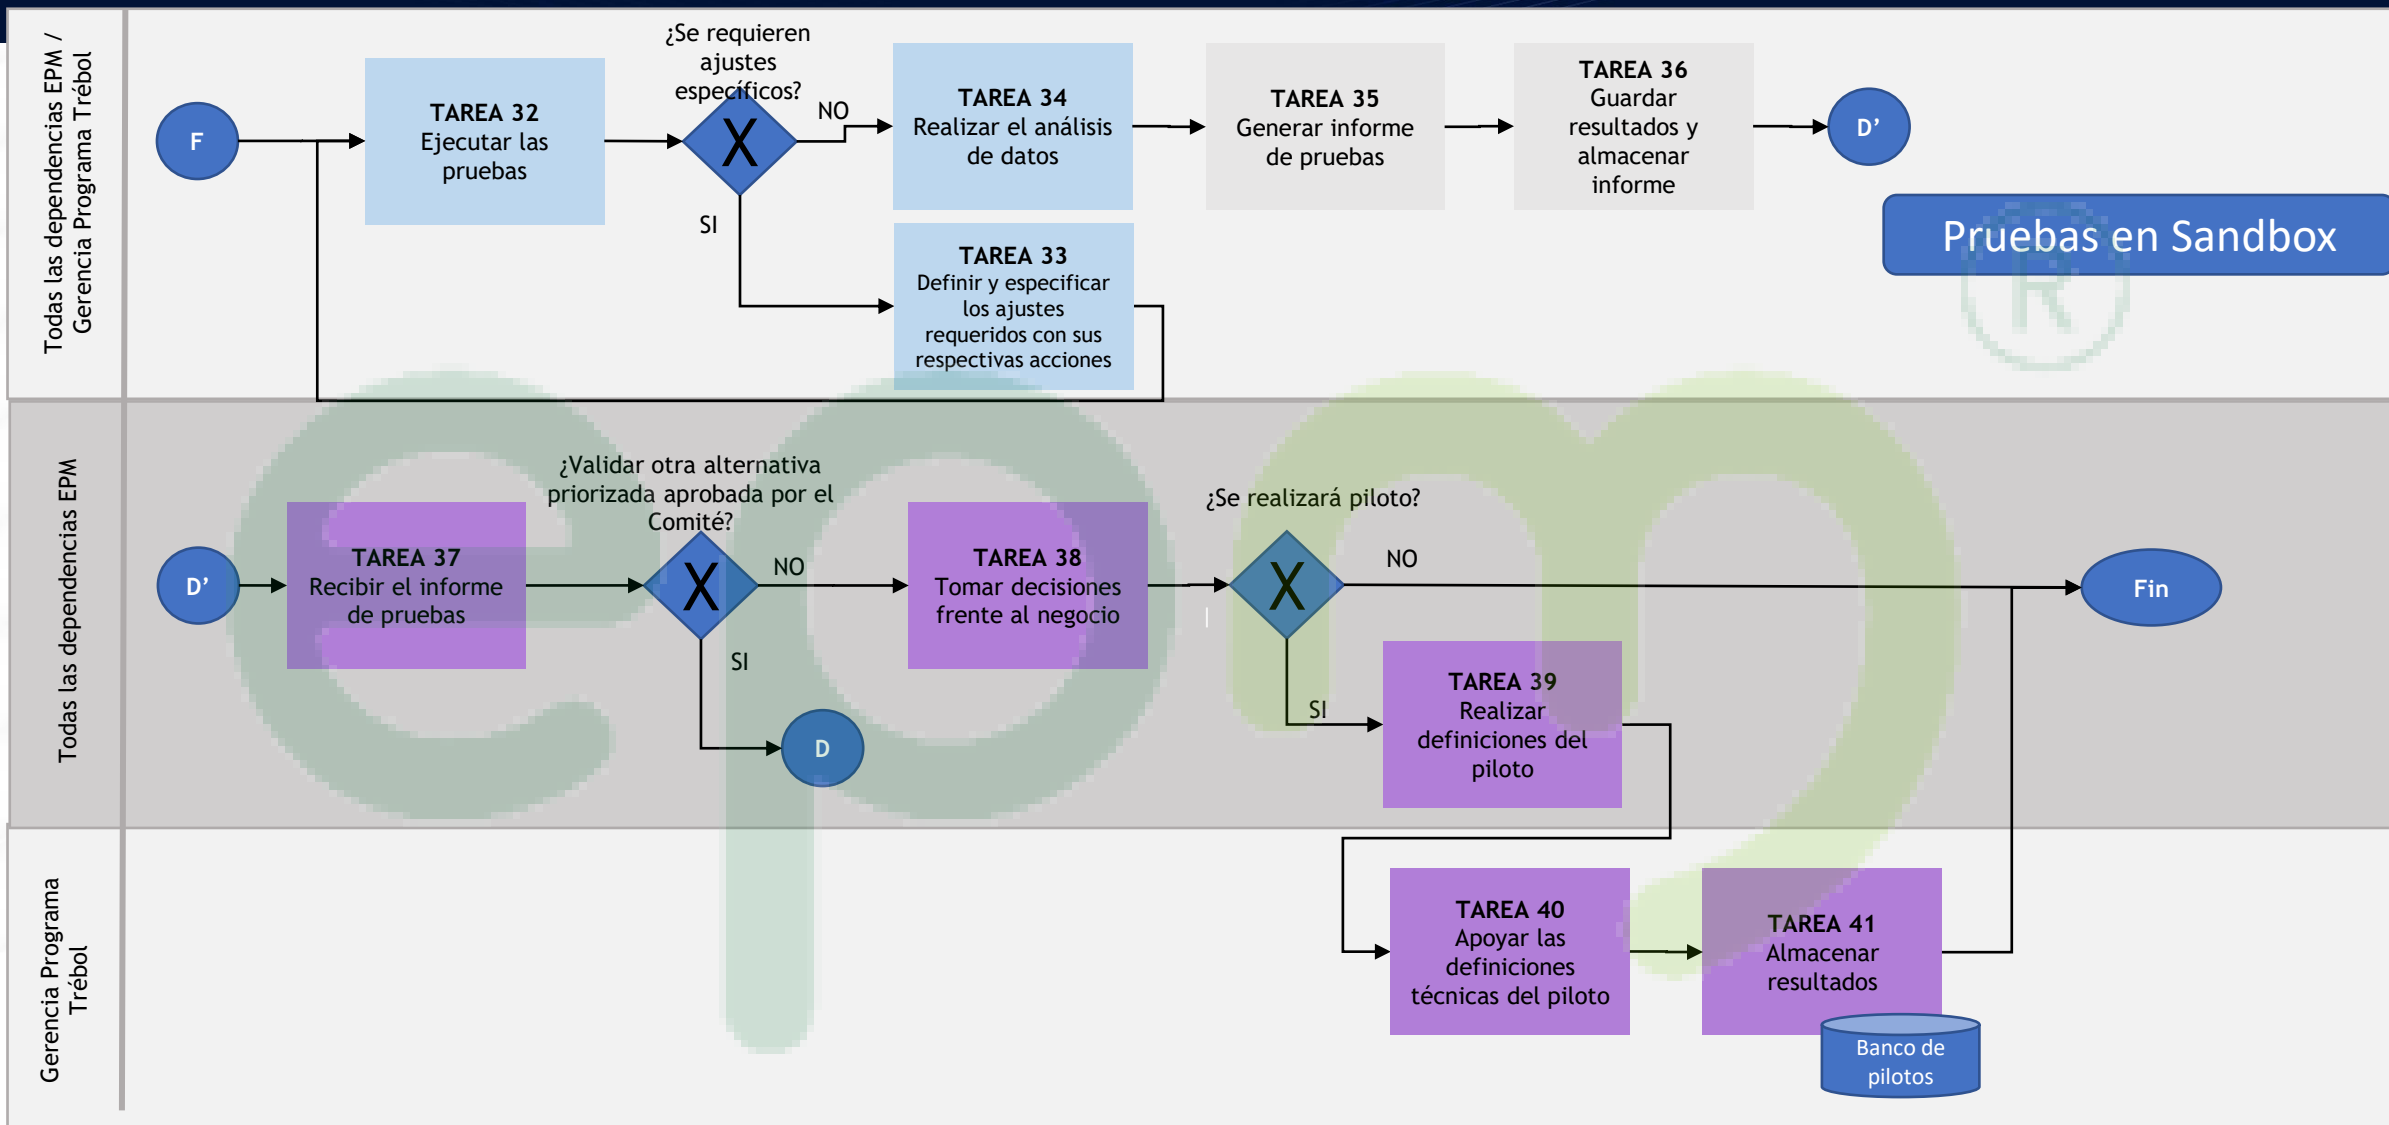 Todas las dependencias EPM /
Gerencia Programa Trébol
F
TAREA 32
Ejecutar las
pruebas
¿Se requieren
ajustes
específicos?
X
NO
SI
TAREA 34
Realizar el análisis
de datos
TAREA 33
Definir y especificar
los ajustes
requeridos con sus
respectivas acciones
TAREA 35
Generar informe
de pruebas
TAREA 36
Guardar
resultados y
almacenar
informe
D’
Pruebas en Sandbox
®
Todas las dependencias EPM
D’
TAREA 37
Recibir el informe
de pruebas
¿Validar otra alternativa
priorizada aprobada por el
Comité?
X
NO
SI
D
TAREA 38
Tomar decisiones
frente al negocio
¿Se realizará piloto?
X
NO
SI
TAREA 39
Realizar
definiciones del
piloto
Fin
epm
Gerencia Programa
Trébol
TAREA 40
Apoyar las
definiciones
técnicas del piloto
TAREA 41
Almacenar
resultados
Banco de
pilotos